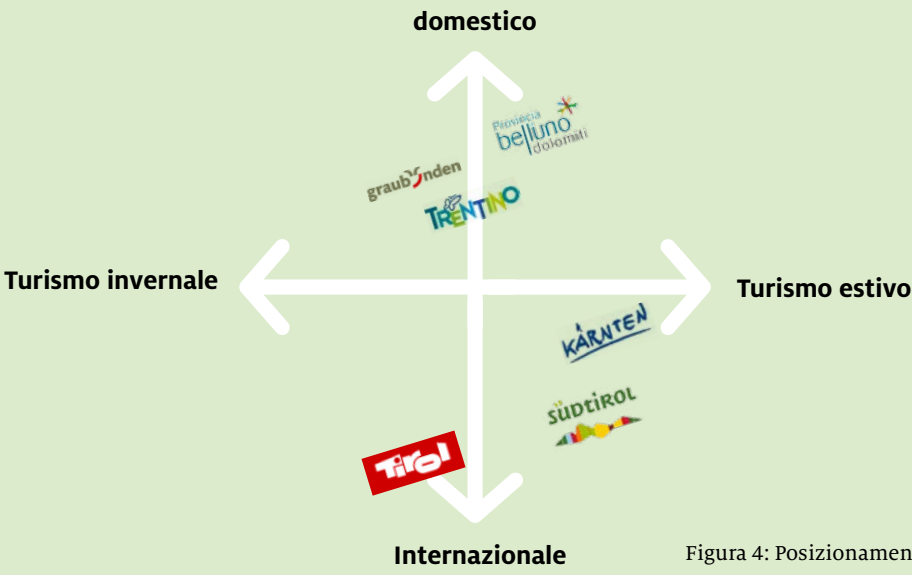 domestico
Provincia
belluno
dolomiti
graubünden
TRENTINO
Turismo invernale
Turismo estivo
KÄRNTEN
SÜDTIROL
Tirol
Internazionale
Figura 4: Posizionamen